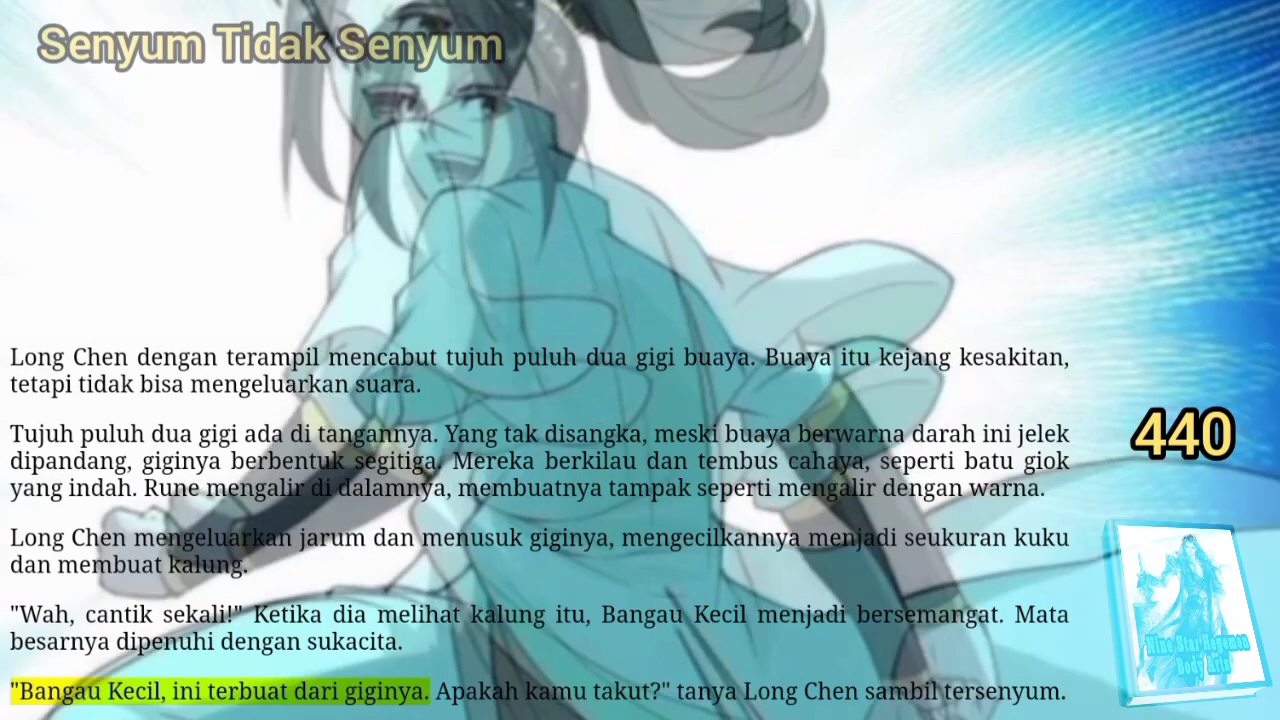 Senyum Tidak Senyum
Long Chen dengan terampil mencabut tujuh puluh dua gigi buaya. Buaya itu kejang kesakitan,
tetapi tidak bisa mengeluarkan suara.
Tujuh puluh dua gigi ada di tangannya. Yang tak disangka, meski buaya berwarna darah ini jelek
dipandang, giginya berbentuk segitiga. Mereka berkilau dan tembus cahaya, seperti batu giok
yang indah. Rune mengalir di dalamnya, membuatnya tampak seperti mengalir dengan warna.
440
Long Chen mengeluarkan jarum dan menusuk giginya, mengecilkannya menjadi seukuran kuku
dan membuat kalung.
"Wah, cantik sekali!" Ketika dia melihat kalung itu, Bangau Kecil menjadi bersemangat. Mata
besarnya dipenuhi dengan sukacita.
"Bangau Kecil, ini terbuat dari giginya. Apakah kamu takut?" tanya Long Chen sambil tersenyum.
Nine Star Hegemon
Body Arts